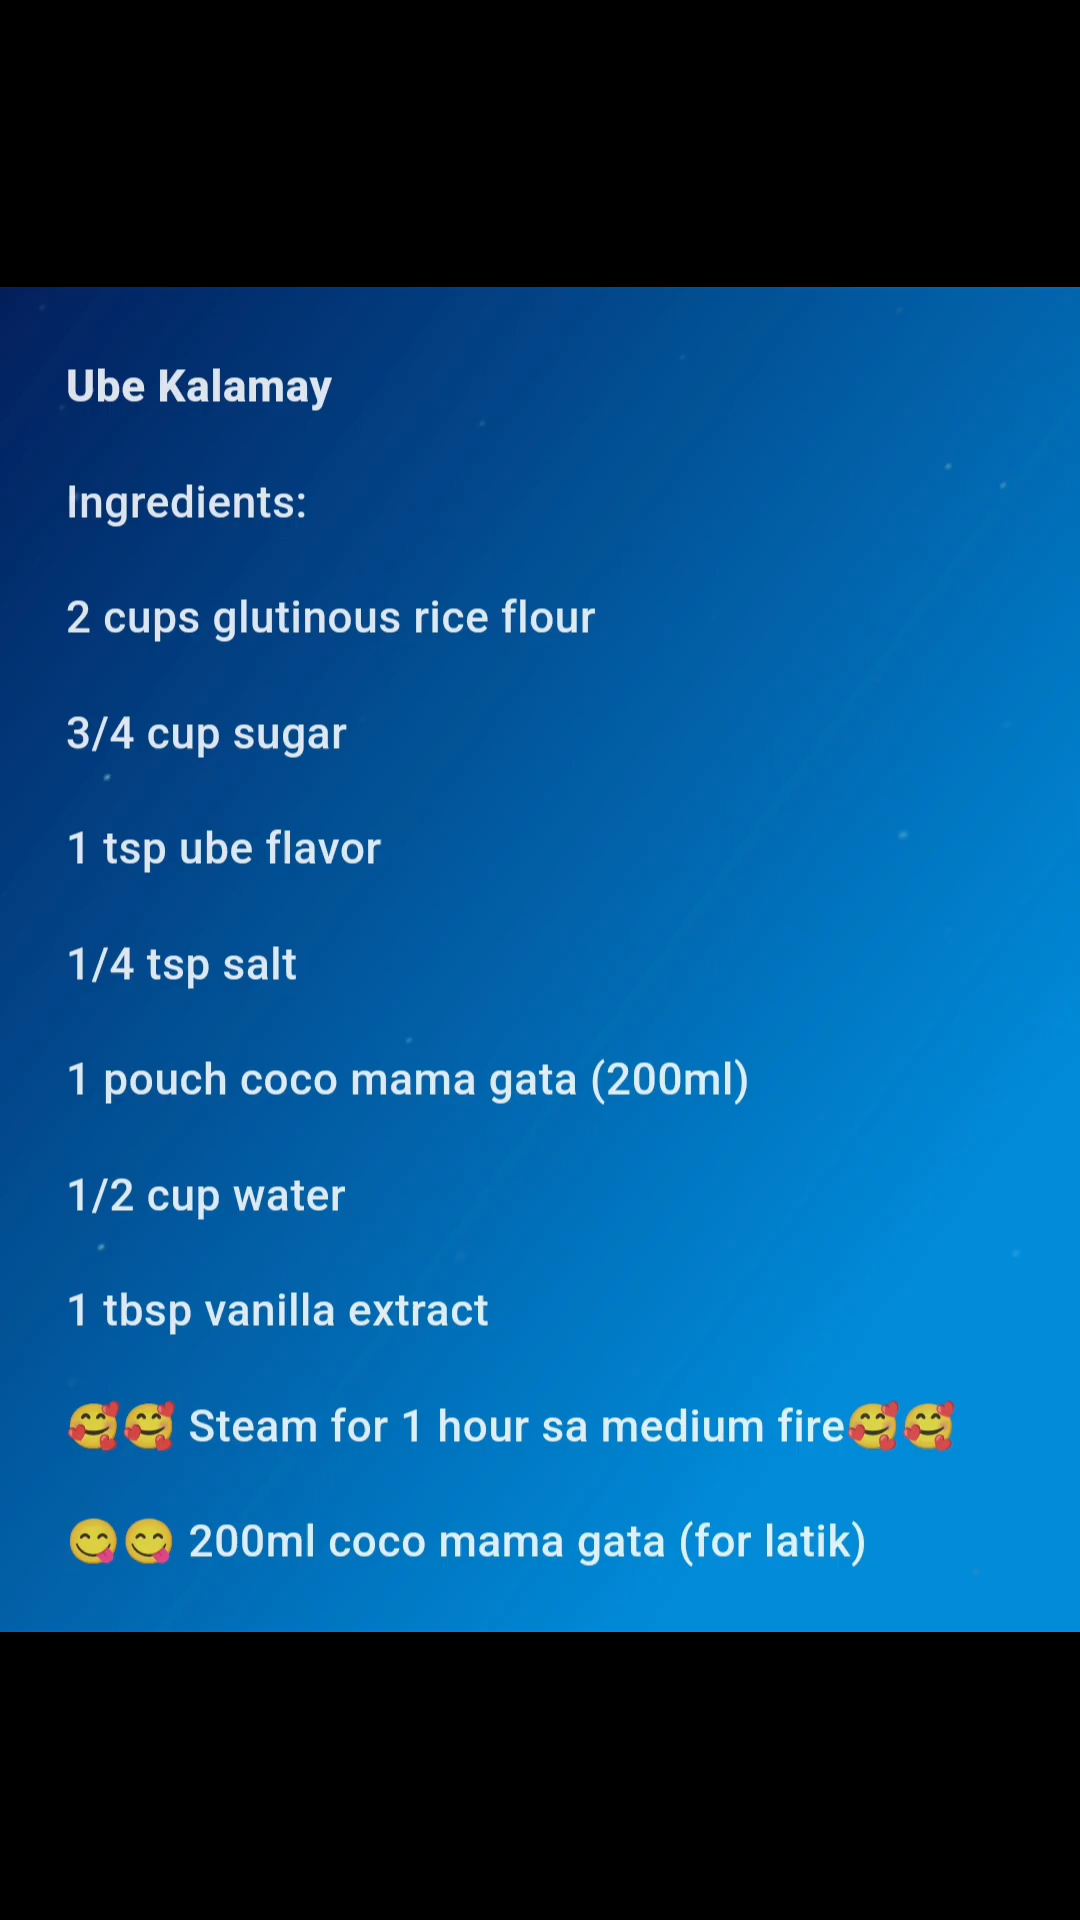 Ube Kalamay
Ingredients:
2 cups glutinous rice flour
3/4 cup sugar
1 tsp ube flavor
1/4 tsp salt
1 pouch coco mama gata (200ml)
1/2 cup water
1 tbsp vanilla extract
🥰🥰 Steam for 1 hour sa medium fire🥰🥰
😋😋 200ml coco mama gata (for latik)